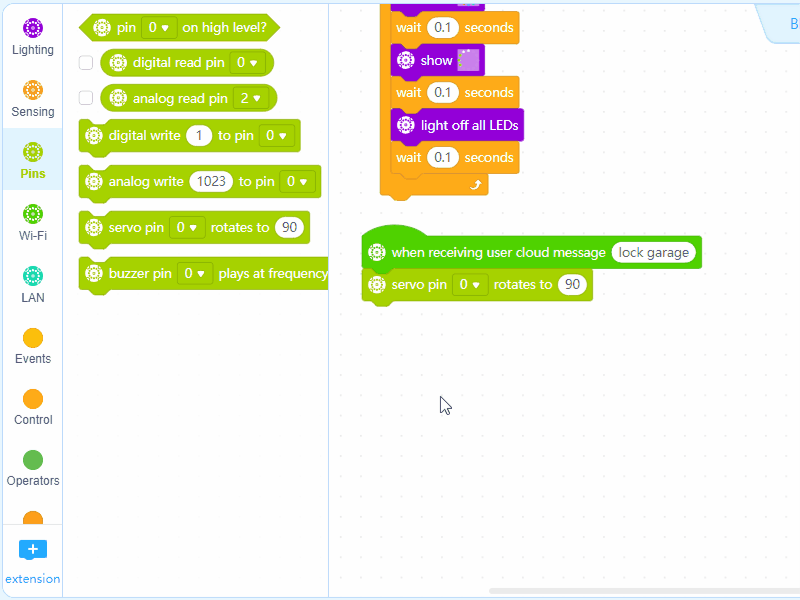 Lighting
Sensing
Pins
Wi-Fi
LAN
Events
Control
Operators
extension
pin 0 on high level?
digital read pin 0
analog read pin 2
digital write 1 to pin 0
analog write 1023 to pin 0
servo pin 0 rotates to 90
buzzer pin 0 plays at frequency
wait 0.1 seconds
show
wait 0.1 seconds
light off all LEDs
wait 0.1 seconds
when receiving user cloud message lock garage
servo pin 0 rotates to 90